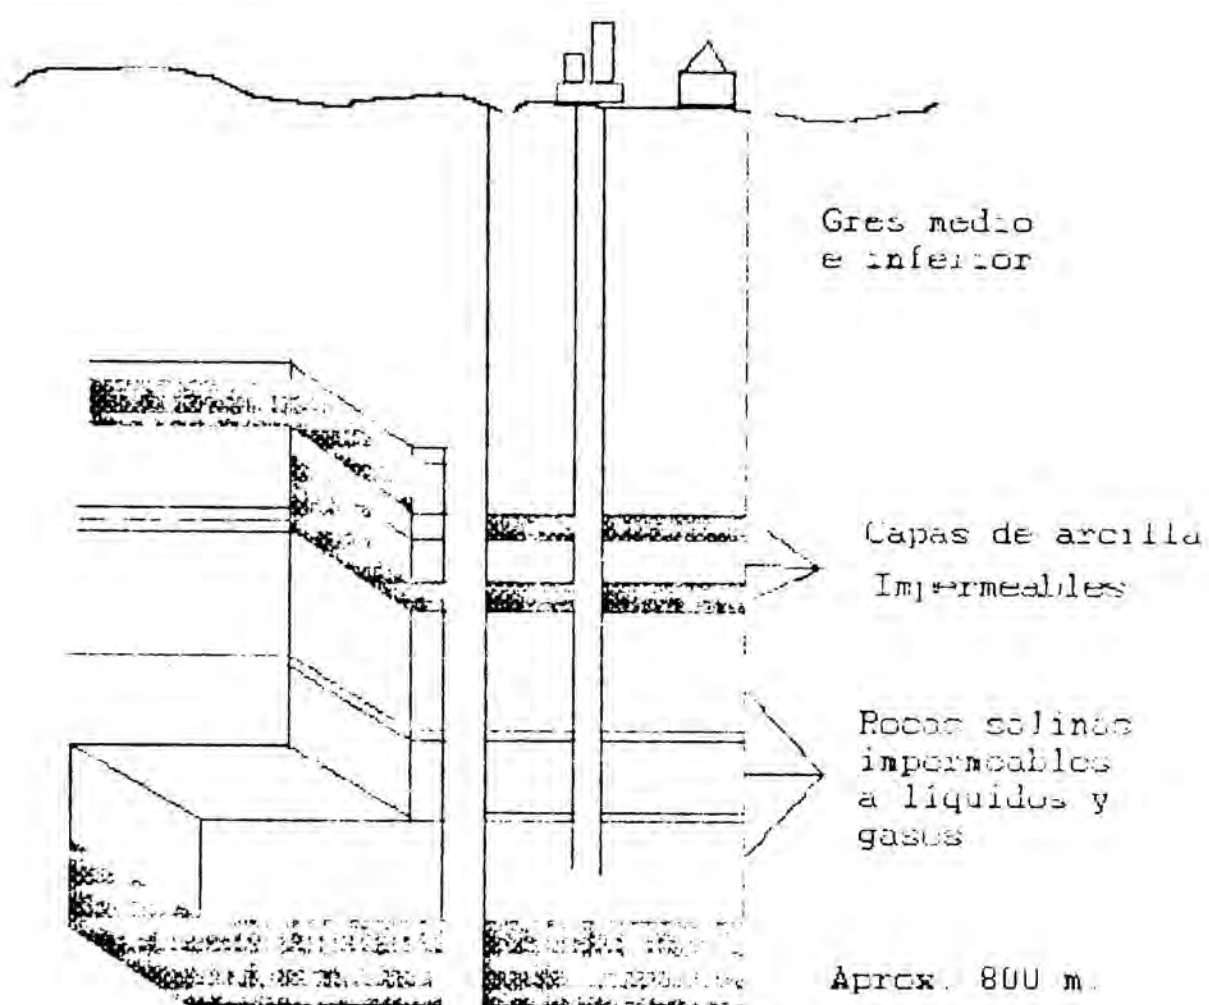 Gres medio
e inferior
Capas de arcilla
Impermeables
Rocas salinas
impermeables
a líquidos y
gases
Aprox. 800 m.